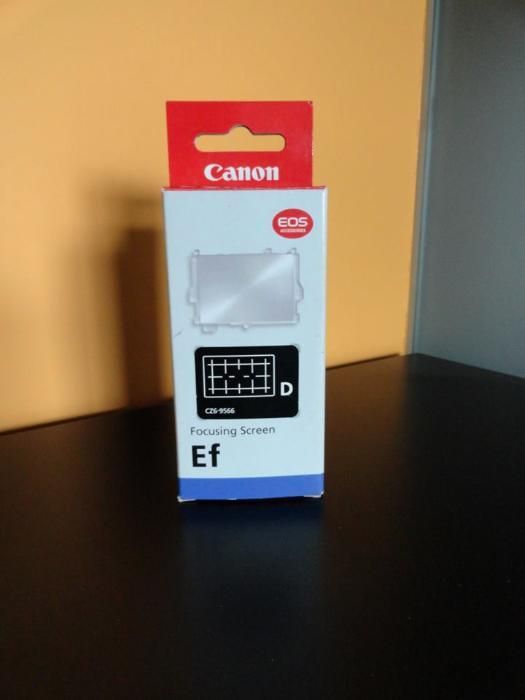 Canon
EOS
ACCESSORIES
D
CZ6-9566
Focusing Screen
Ef